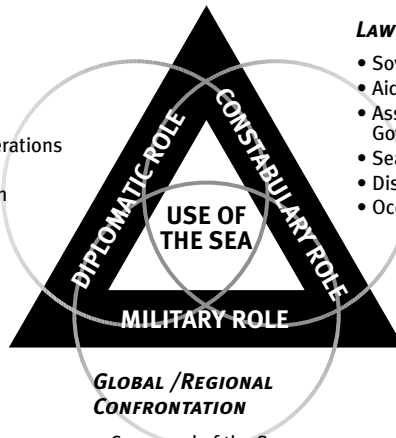 LAW
• Sov
• Aid
• Ass
Gov
• Sea
• Dis
• Occ
erations
n
DIPLOMATIC ROLE
CONSTABULARY ROLE
USE OF
THE SEA
MILITARY ROLE
GLOBAL /REGIONAL
CONFRONTATION